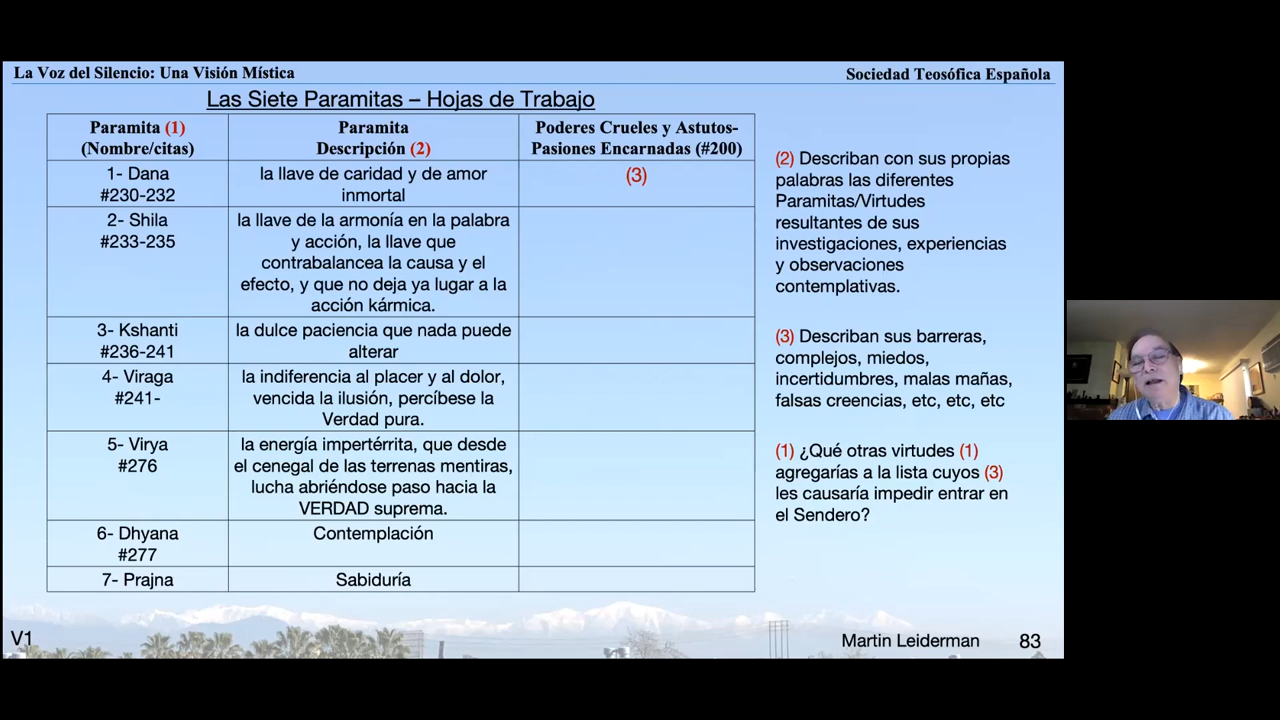 La Voz del Silencio: Una Visión Mística
Sociedad Teosófica Española
Las Siete Paramitas – Hojas de Trabajo
Paramita (1)
(Nombre/citas)
Paramita
Descripción (2)
Poderes Crueles y Astutos-
Pasiones Encarnadas (#200)
1- Dana
#230-232
la llave de caridad y de amor
inmortal
(3)
2- Shila
#233-235
la llave de la armonía en la palabra
y acción, la llave que
contrabalancea la causa y el
efecto, y que no deja ya lugar a la
acción kármica.
3- Kshanti
#236-241
la dulce paciencia que nada puede
alterar
4- Viraga
#241-
la indiferencia al placer y al dolor,
vencida la ilusión, percíbese la
Verdad pura.
5- Virya
#276
la energía impertérrita, que desde
el cenegal de las terrenas mentiras,
lucha abriéndose paso hacia la
VERDAD suprema.
6- Dhyana
#277
Contemplación
7- Prajna
Sabiduría
(2) Describan con sus propias
palabras las diferentes
Paramitas/Virtudes
resultantes de sus
investigaciones, experiencias
y observaciones
contemplativas.
(3) Describan sus barreras,
complejos, miedos,
incertidumbres, malas mañas,
falsas creencias, etc, etc, etc
(1) ¿Qué otras virtudes (1)
agregarías a la lista cuyos (3)
les causaría impedir entrar en
el Sendero?
V1
Martin Leiderman
83